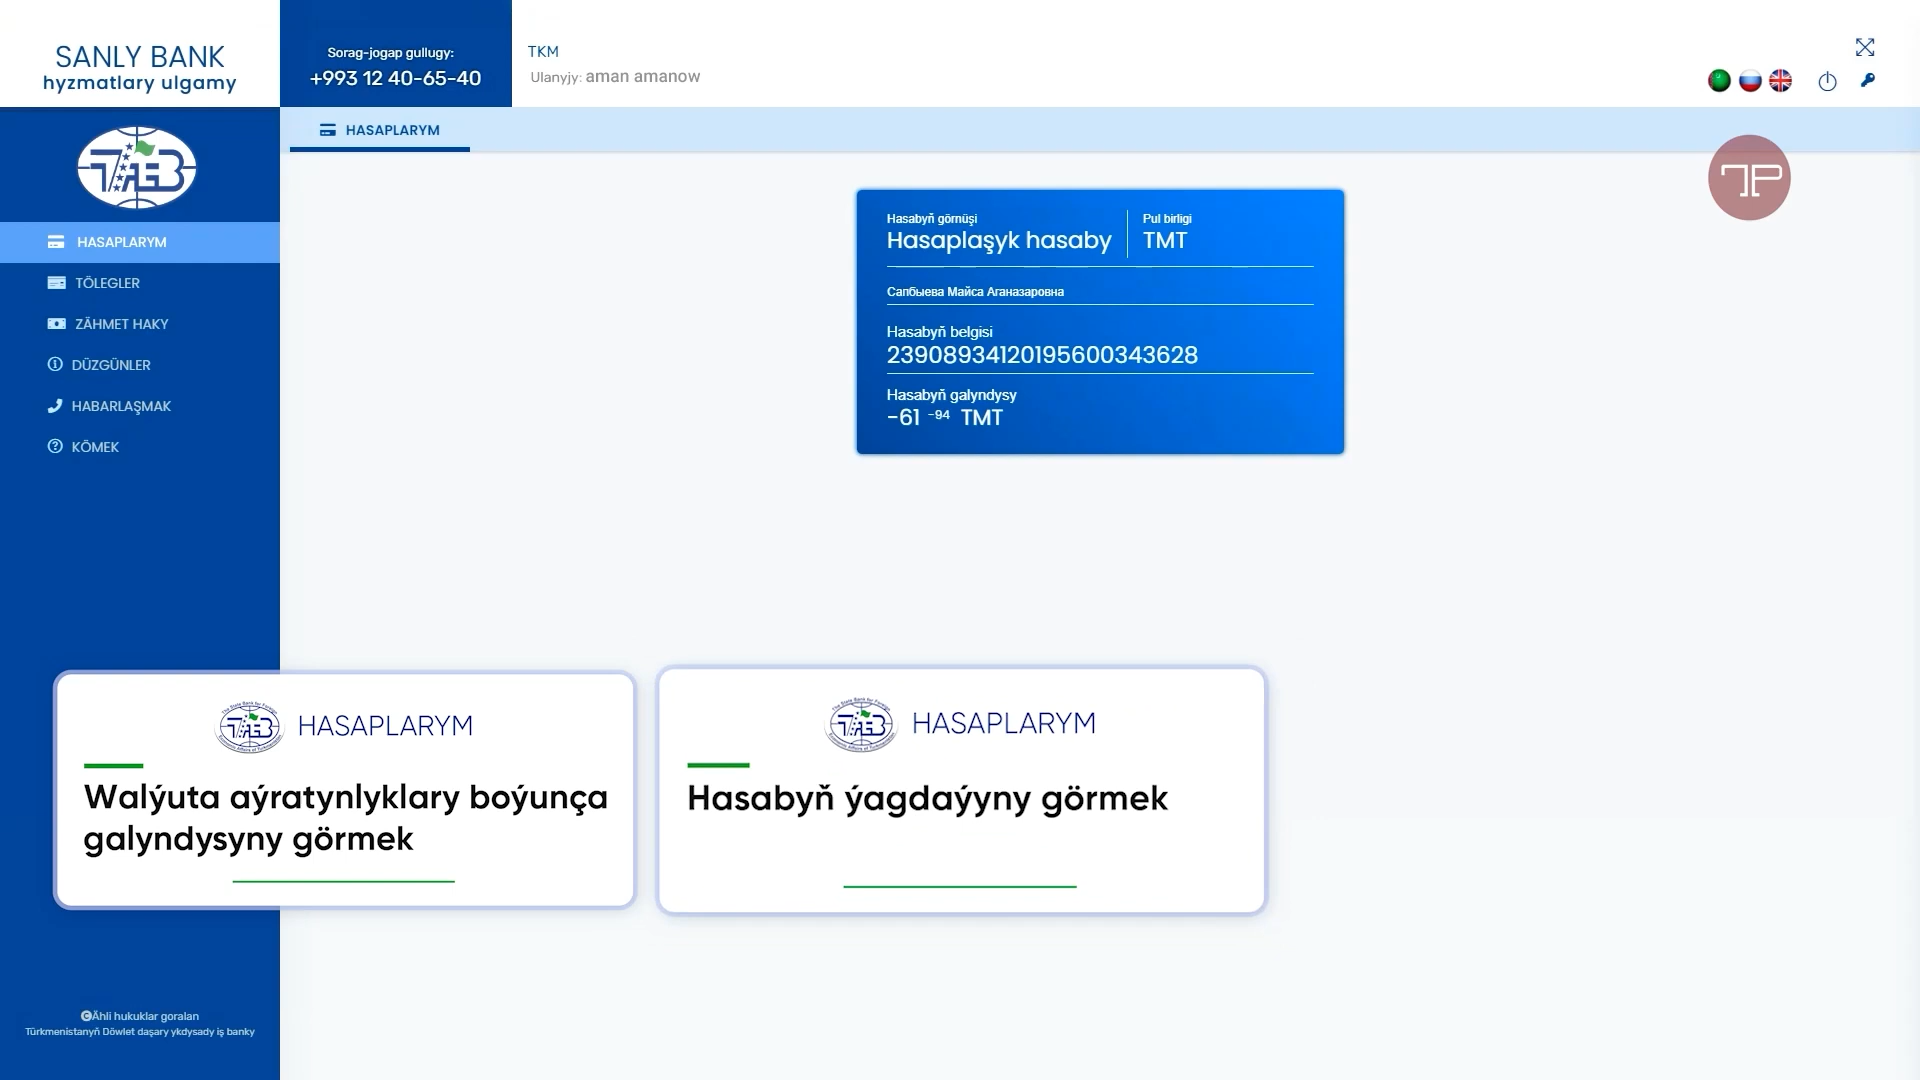 SANLY BANK
hyzmatlary ulgamy
Sorag-jogap gullugy:
+993 12 40-65-40
TKM
Ulanyjy: aman amanow
HASAPLARYM
TAEB
HASAPLARYM
TÖLEGLER
ZÄHMET HAKY
DÜZGÜNLER
HABARLAŞMAK
KÖMEK
TP
Hasabyň görnüşi
Hasaplaşyk hasaby
Pul birligi
TMT
Сапбыева Майса Аганазаровна
Hasabyň belgisi
23908934120195600343628
Hasabyň galyndysy
-61 -94 TMT
HASAPLARYM
Walýuta aýratynlyklary boýunça
galyndysyny görmek
HASAPLARYM
Hasabyň ýagdaýyny görmek
©Ähli hukuklar goralan
Türkmenistanyň Döwlet daşary ykdysady iş banky